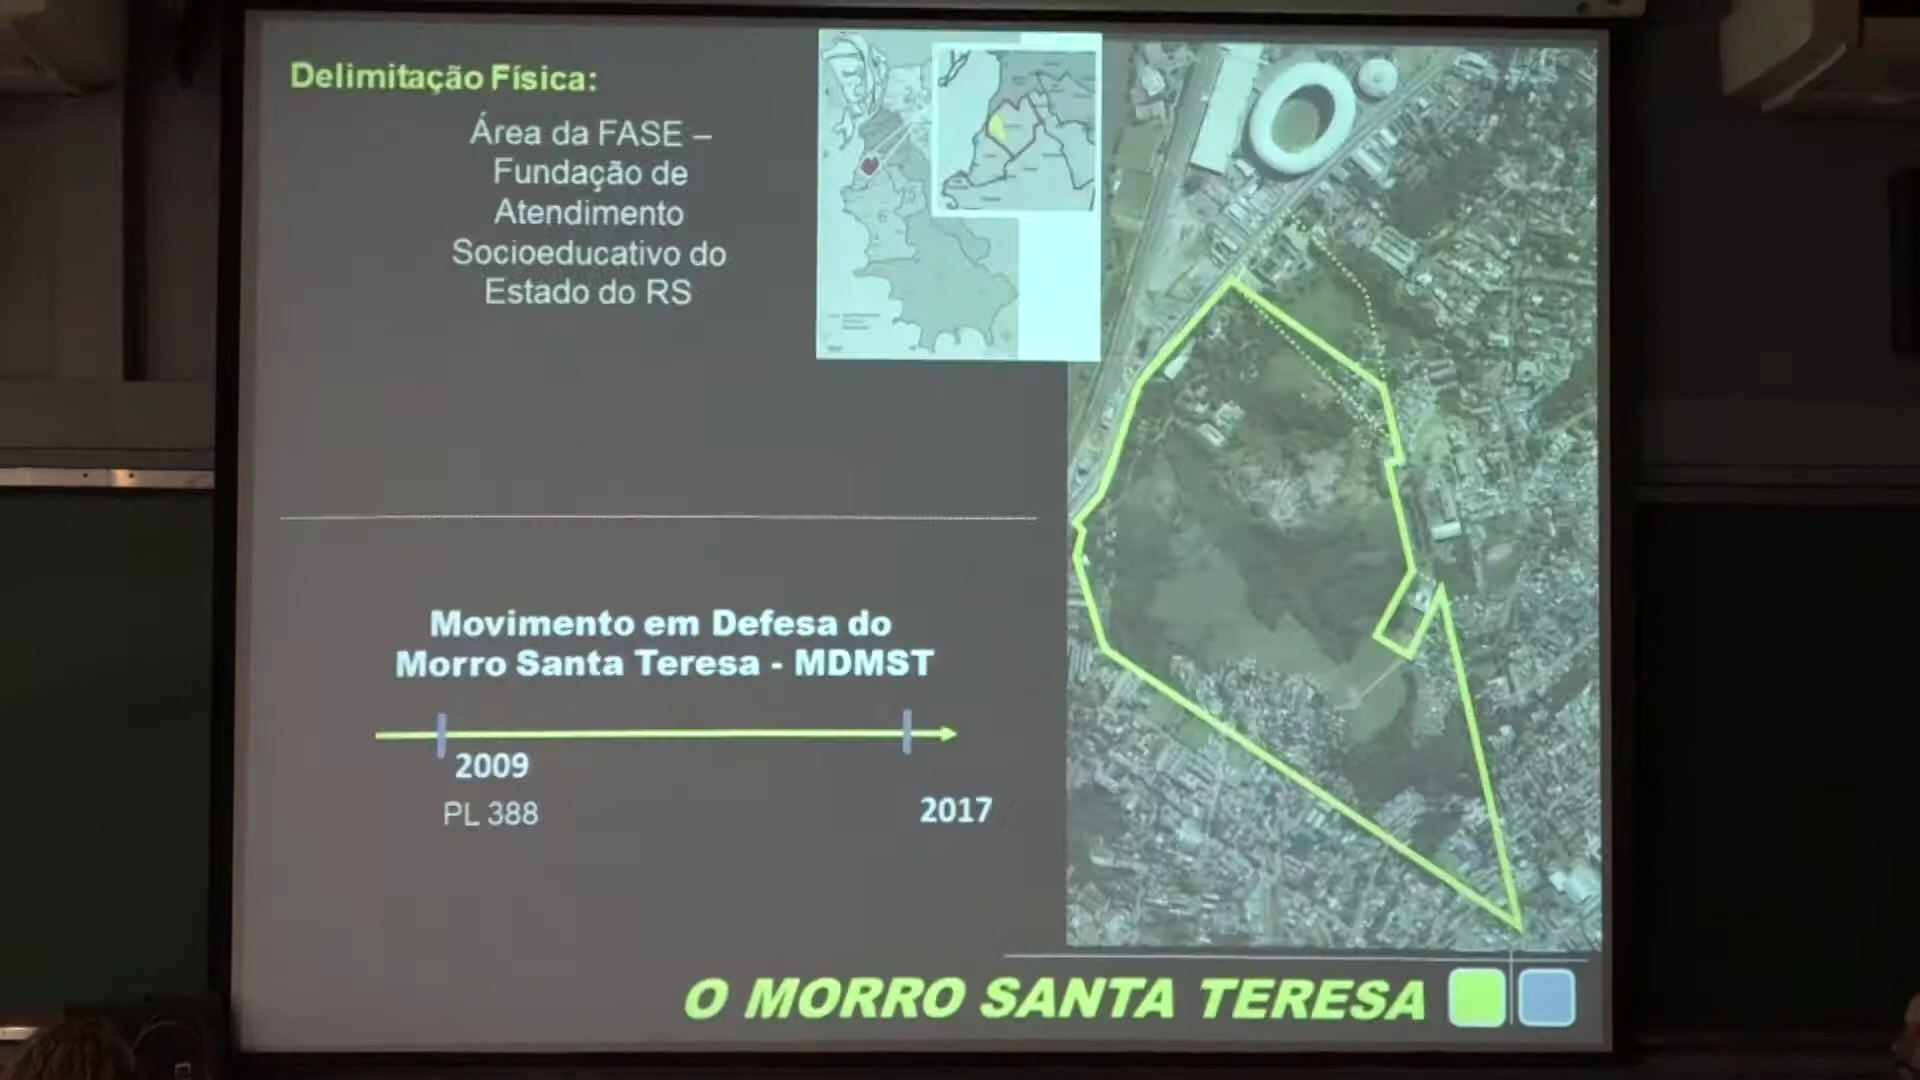 Delimitação Física:
Área da FASE –
Fundação de
Atendimento
Socioeducativo do
Estado do RS
Movimento em Defesa do
Morro Santa Teresa - MDMST
2009
PL 388
2017
O MORRO SANTA TERESA